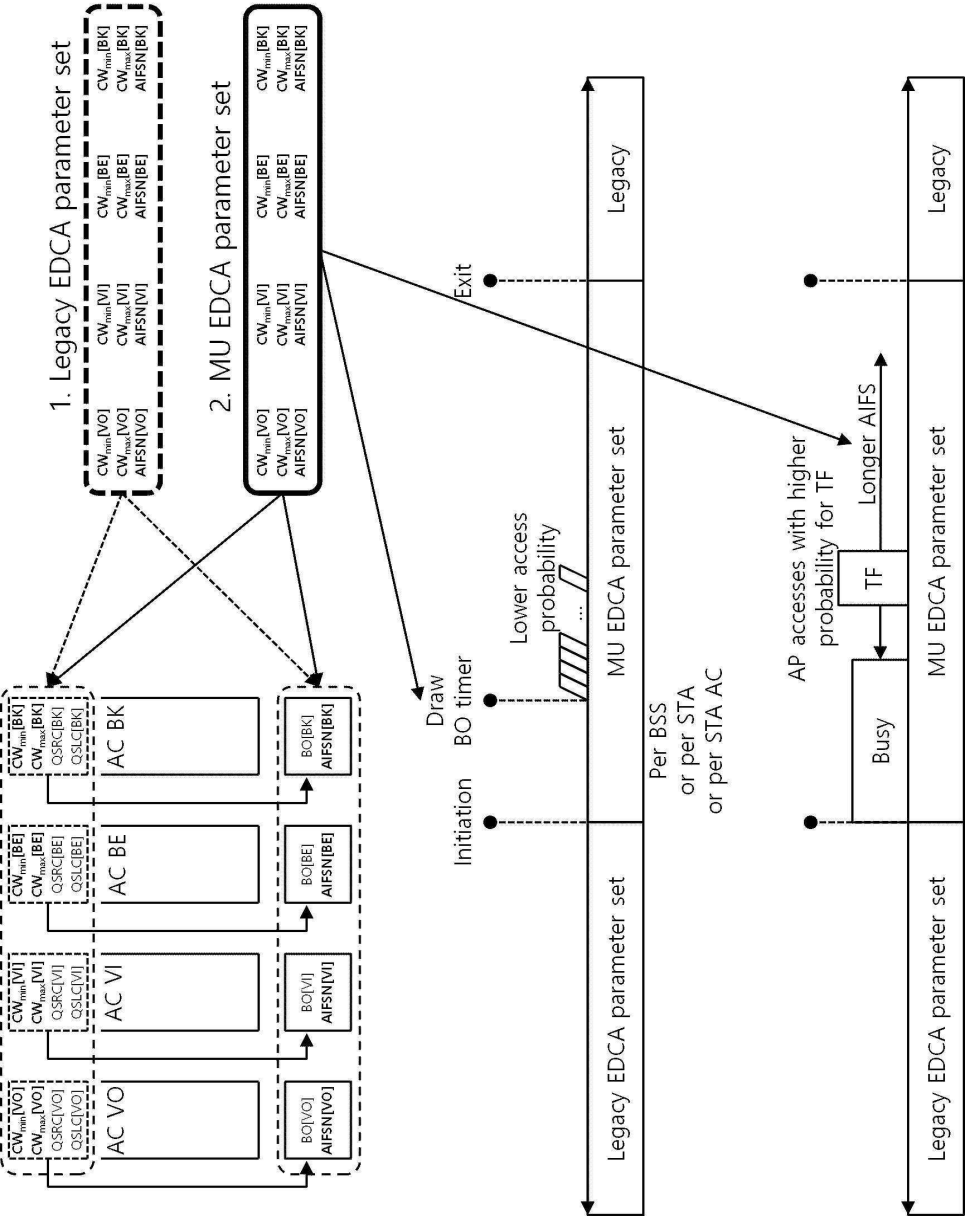 1. Legacy EDCA parameter set
CWmin[VO]
CWmax[VO]
AIFSN[VO]
CWmin[VI]
CWmax[VI]
AIFSN[VI]
CWmin[BE]
CWmax[BE]
AIFSN[BE]
CWmin[BK]
CWmax[BK]
AIFSN[BK]
2. MU EDCA parameter set
CWmin[VO]
CWmax[VO]
AIFSN[VO]
CWmin[VI]
CWmax[VI]
AIFSN[VI]
CWmin[BE]
CWmax[BE]
AIFSN[BE]
CWmin[BK]
CWmax[BK]
AIFSN[BK]
CWmin[VO]
CWmax[VO]
QSRC[VO]
QSLC[VO]
AC VO
BO[VO]
AIFSN[VO]
CWmin[VI]
CWmax[VI]
QSRC[VI]
QSLC[VI]
AC VI
BO[VI]
AIFSN[VI]
CWmin[BE]
CWmax[BE]
QSRC[BE]
QSLC[BE]
AC BE
BO[BE]
AIFSN[BE]
CWmin[BK]
CWmax[BK]
QSRC[BK]
QSLC[BK]
AC BK
BO[BK]
AIFSN[BK]
Initiation
Draw
BO timer
Lower access
probability
...
Exit
Legacy EDCA parameter set
MU EDCA parameter set
Legacy
Per BSS
or per STA
or per STA AC
AP accesses with higher
probability for TF
Busy
TF
Longer AIFS
Legacy EDCA parameter set
MU EDCA parameter set
Legacy